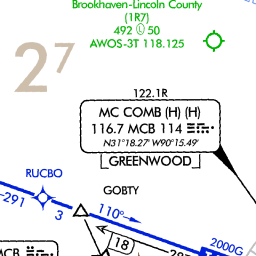 Brookhaven-Lincoln County
(1R7)
492 Ⓛ 50
AWOS-3T 118.125
27
122.1R
MC COMB (H) (H)
116.7 MCB 114
N31°18.27' W90°15.49'
GREENWOOD
RUCBO
GOBTY
291
3
110°
18
2000G
MCB